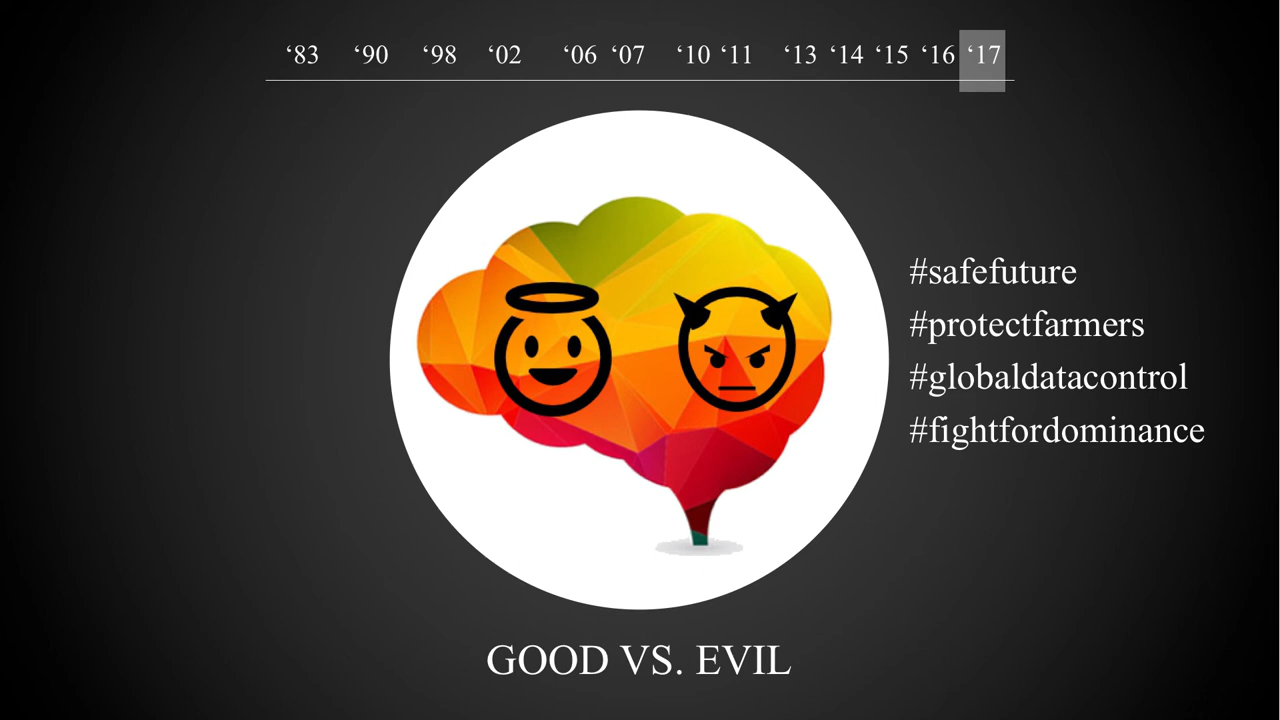 ‘83 ‘90 ‘98 ‘02 ‘06 ‘07 ‘10 ‘11 ‘13 ‘14 ‘15 ‘16 ‘17
#safefuture
#protectfarmers
#globaldatacontrol
#fightfordominance
GOOD VS. EVIL